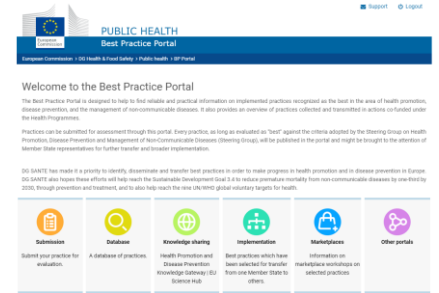 Support Logout
European
Commission
PUBLIC HEALTH
Best Practice Portal
European Commission > DG Health & Food Safety > Public health > BP Portal
Welcome to the Best Practice Portal
The Best Practice Portal is designed to help to find reliable and practical information on implemented practices recognized as the best in the area of health promotion,
disease prevention, and the management of non-communicable diseases. It also provides an overview of practices collected and transmitted in actions co-funded under
the Health Programmes.
Practices can be submitted for assessment through this portal. Every practice, as long as evaluated as "best" against the criteria adopted by the Steering Group on Health
Promotion, Disease Prevention and Management of Non-Communicable Diseases (Steering Group), will be published in the portal and might be brought to the attention of
Member State representatives for further transfer and broader implementation.
DG SANTE has made it a priority to identify, disseminate and transfer best practices in order to make progress in health promotion and in disease prevention in Europe.
DG SANTE also hopes these efforts will help reach the Sustainable Development Goal 3.4 to reduce premature mortality from non-communicable diseases by one-third by
2030, through prevention and treatment, and to also help reach the nine UN/WHO global voluntary targets for health.
Submission Database Knowledge sharing Implementation Marketplaces Other portals
Submit your practice for
evaluation.
A database of practices.
Health Promotion and
Disease Prevention
Knowledge Gateway | EU
Science Hub
Best practices which have
been selected for transfer
from one Member State to
others.
Information on
marketplace workshops on
selected practices